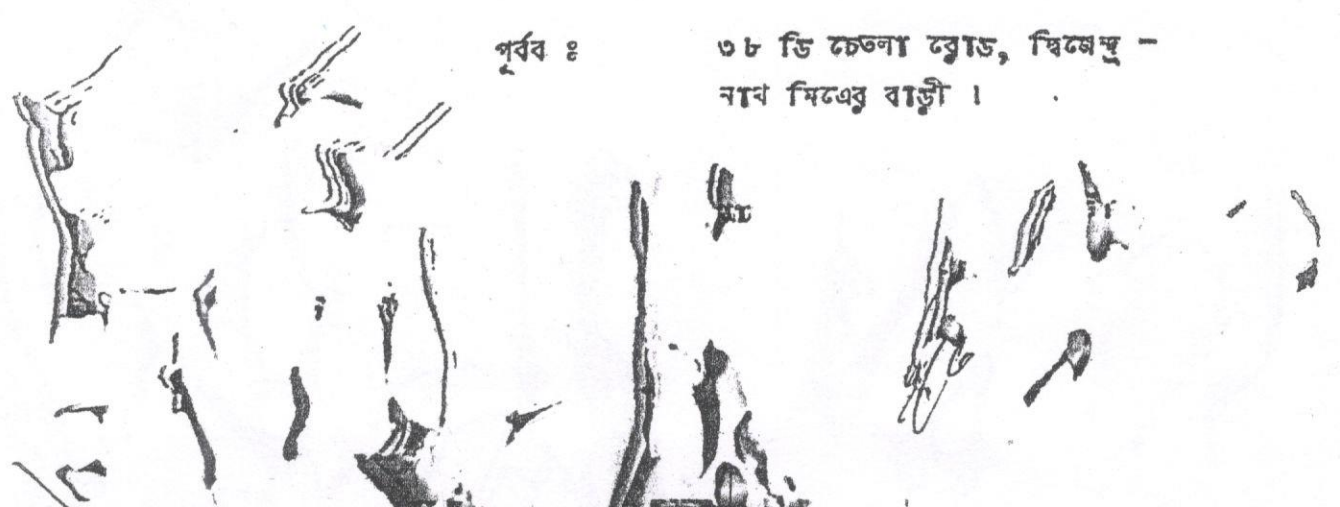 পূর্বব ঃ ৩৮ ডি চেতলা রোড, দ্বিজেন্দ্র -
নাথ মিত্রের বাড়ী ।